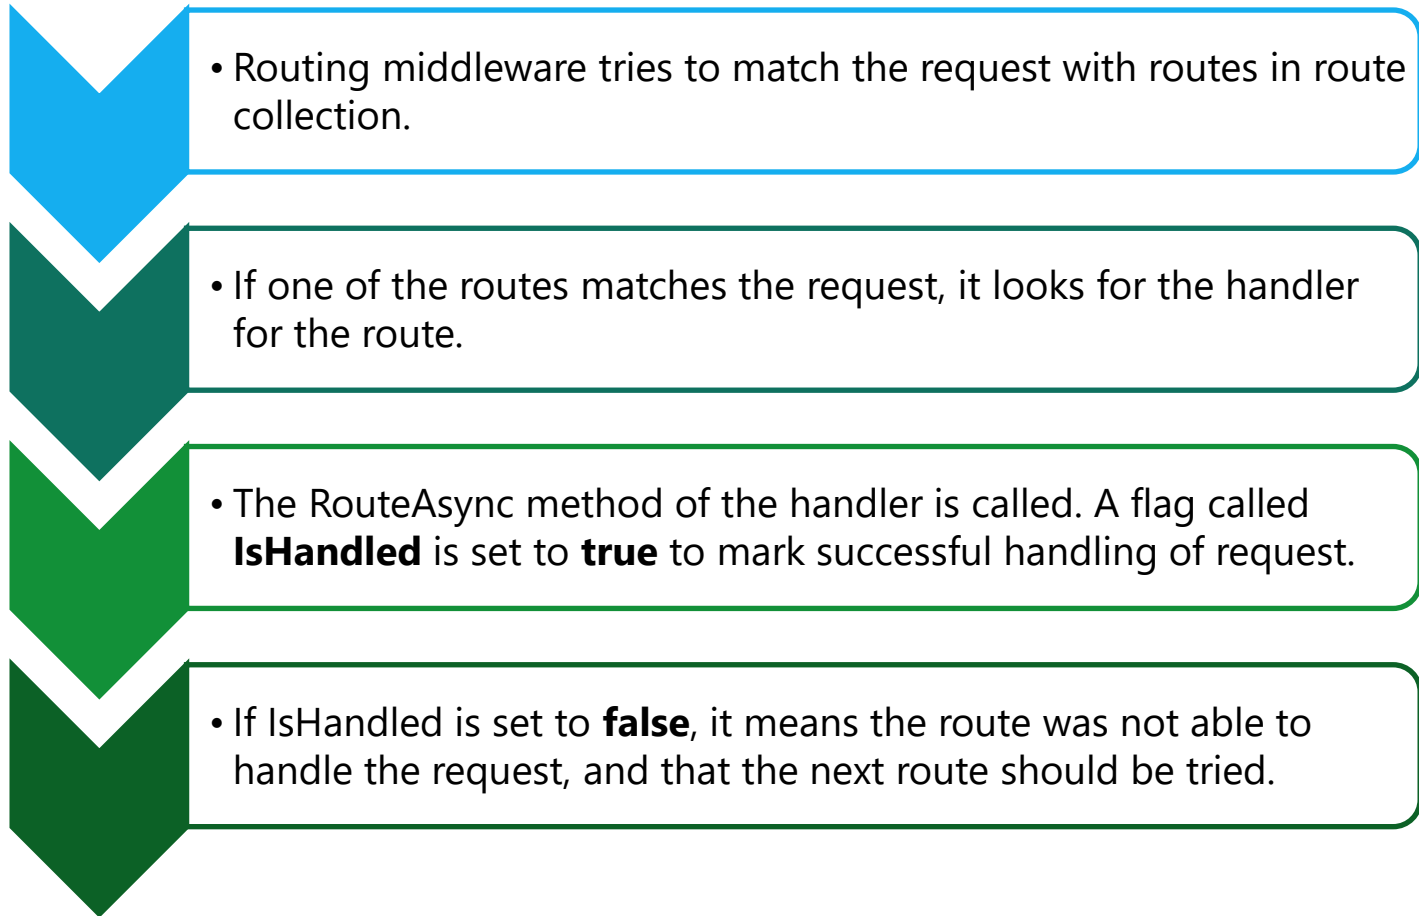 • Routing middleware tries to match the request with routes in route
collection.
• If one of the routes matches the request, it looks for the handler
for the route.
• The RouteAsync method of the handler is called. A flag called
IsHandled is set to true to mark successful handling of request.
• If IsHandled is set to false, it means the route was not able to
handle the request, and that the next route should be tried.